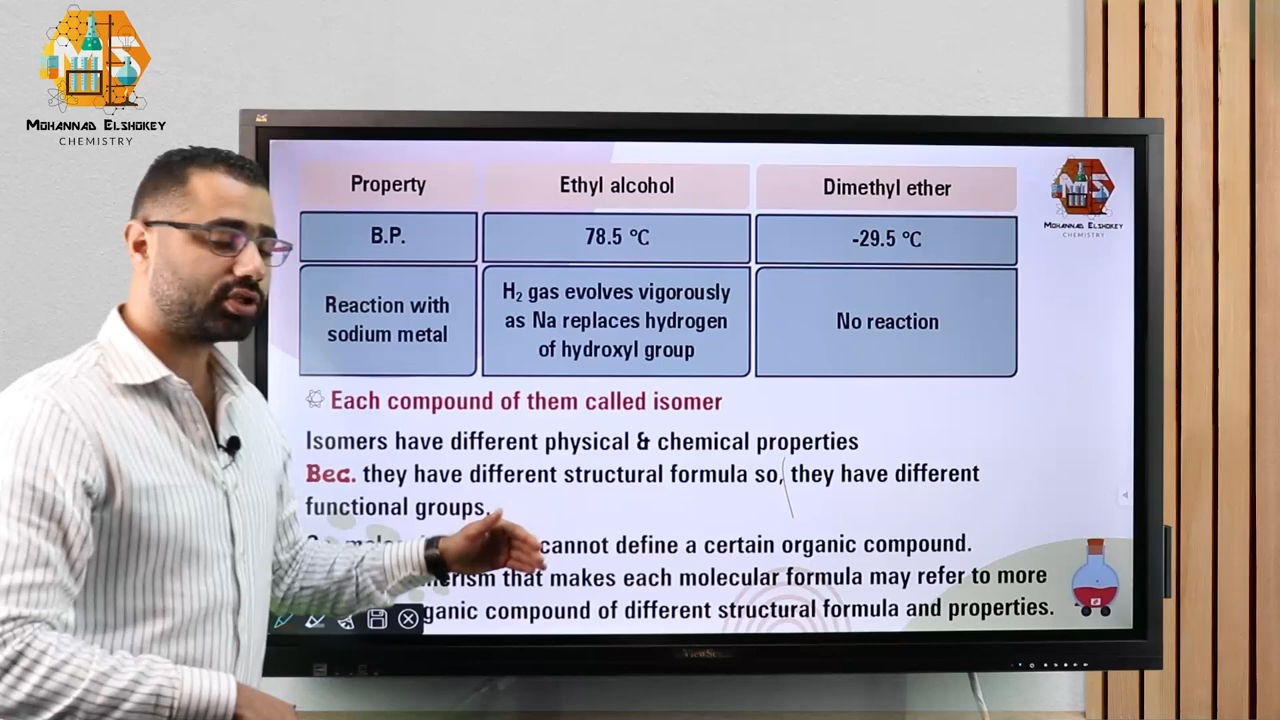 MOHANNAD ELSHOKEY
CHEMISTRY
Property Ethyl alcohol Dimethyl ether
MOHANNAD ELSHOKEY
CHEMISTRY
B.P. 78.5 °C -29.5 °C
Reaction with
sodium metal
H₂ gas evolves vigorously
as Na replaces hydrogen
of hydroxyl group
No reaction
Each compound of them called isomer
Isomers have different physical & chemical properties
Bec. they have different structural formula so, they have different
functional groups.
cannot define a certain organic compound.
that makes each molecular formula may refer to more
compound of different structural formula and properties.